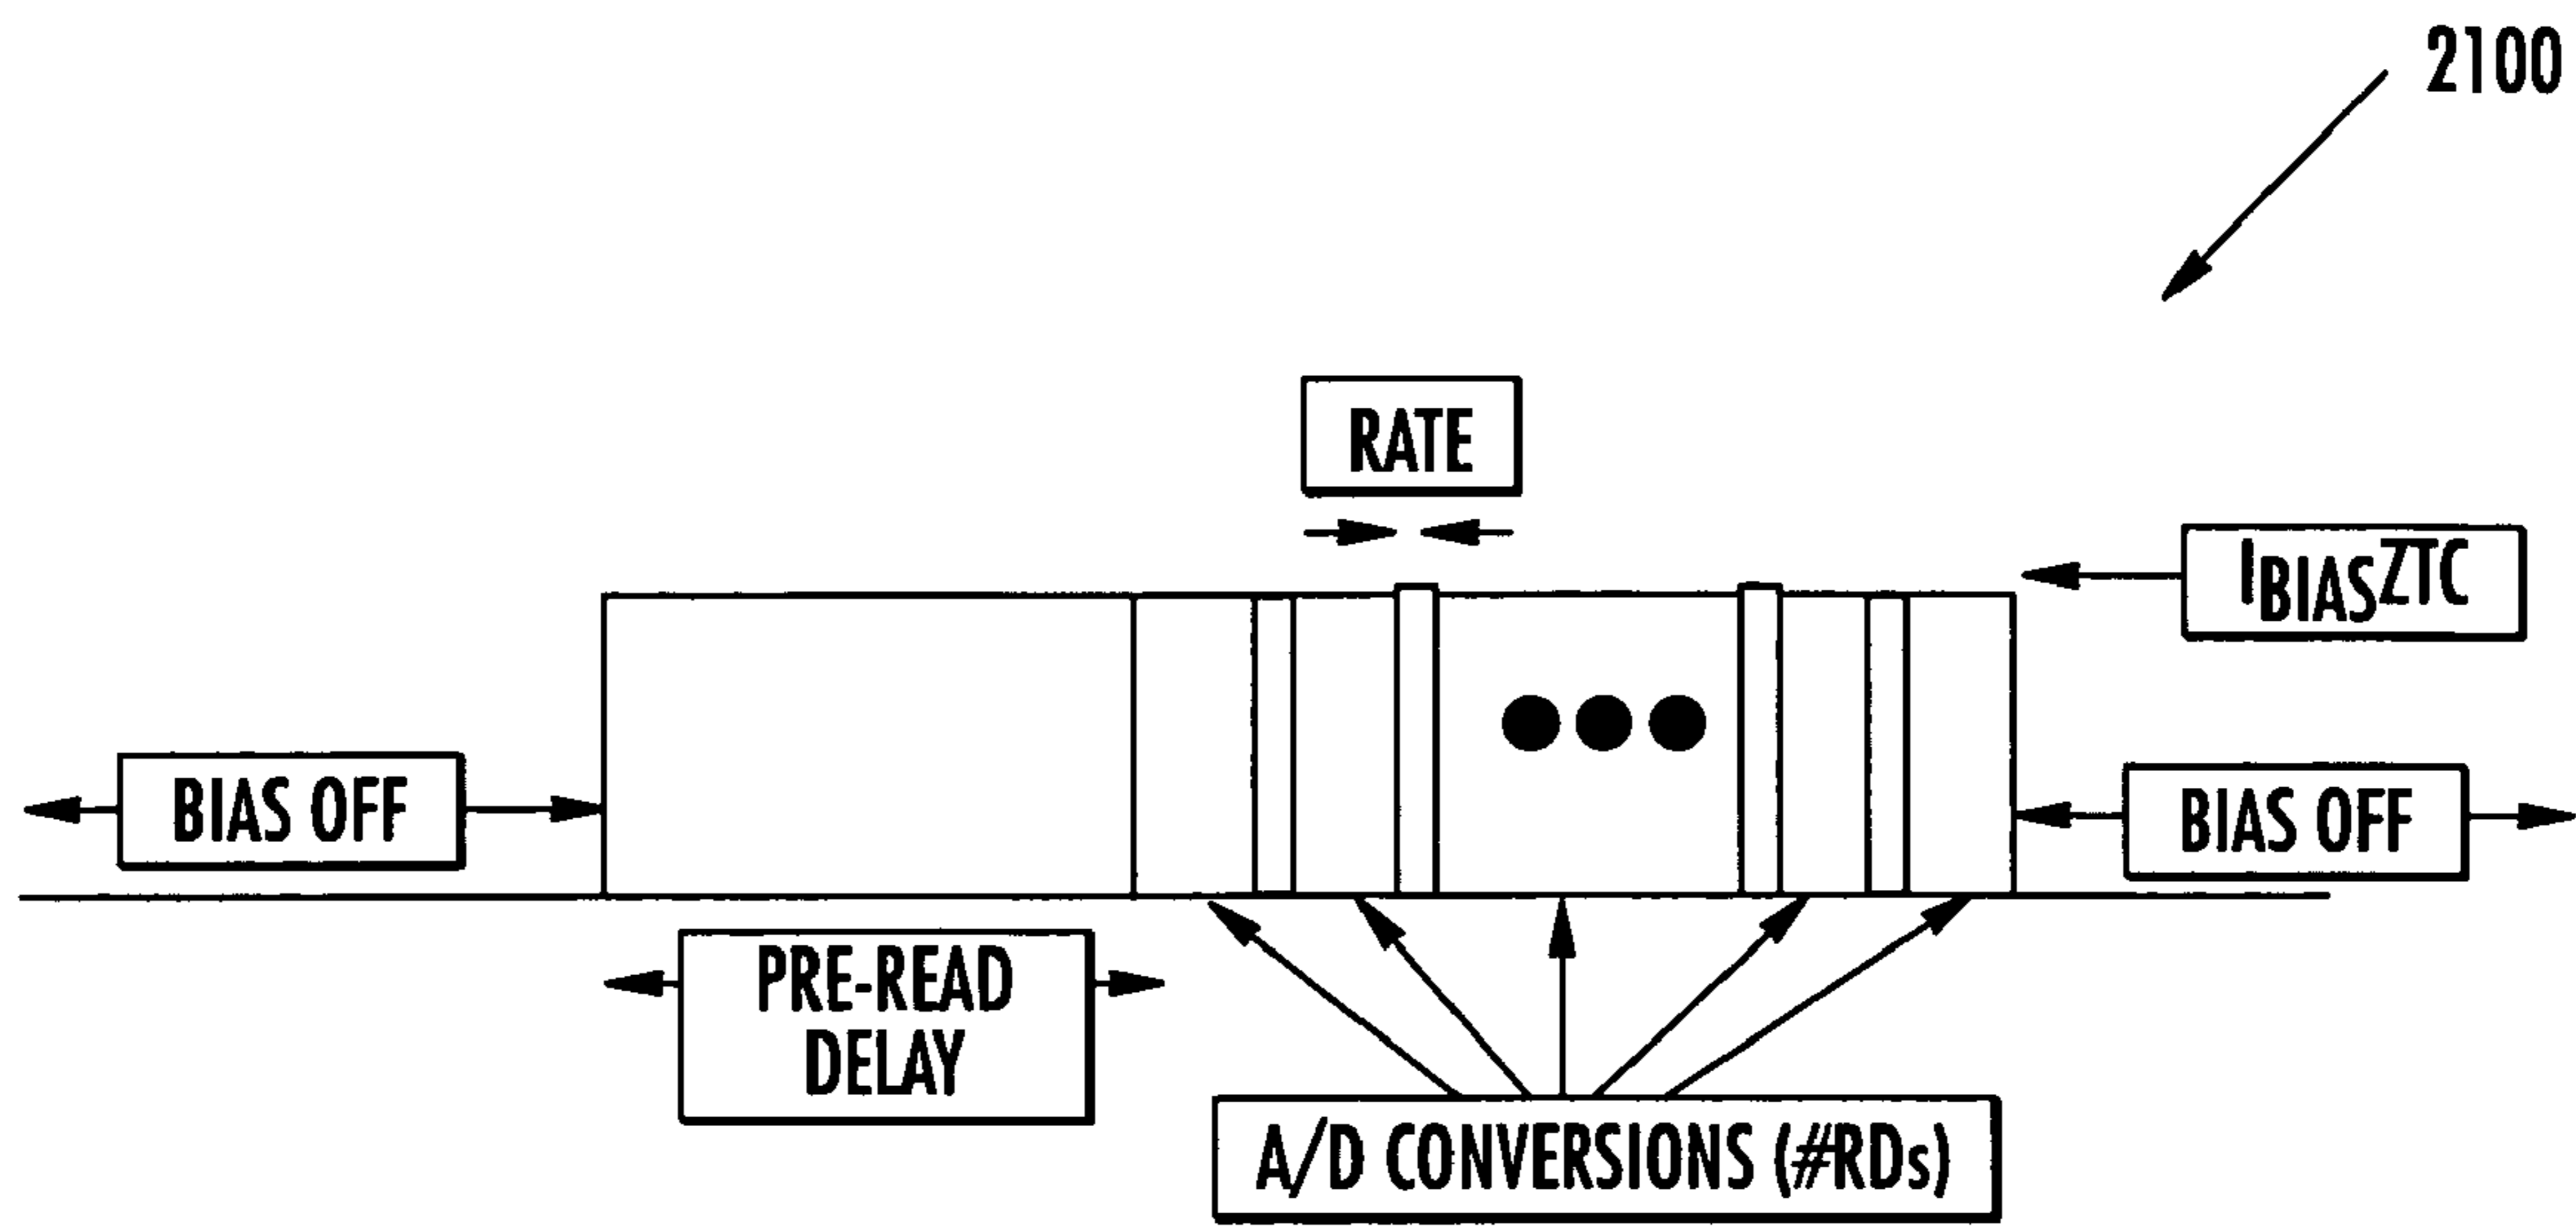 2100
RATE
IBIASZTC
BIAS OFF
BIAS OFF
PRE-READ
DELAY
A/D CONVERSIONS (#RDs)